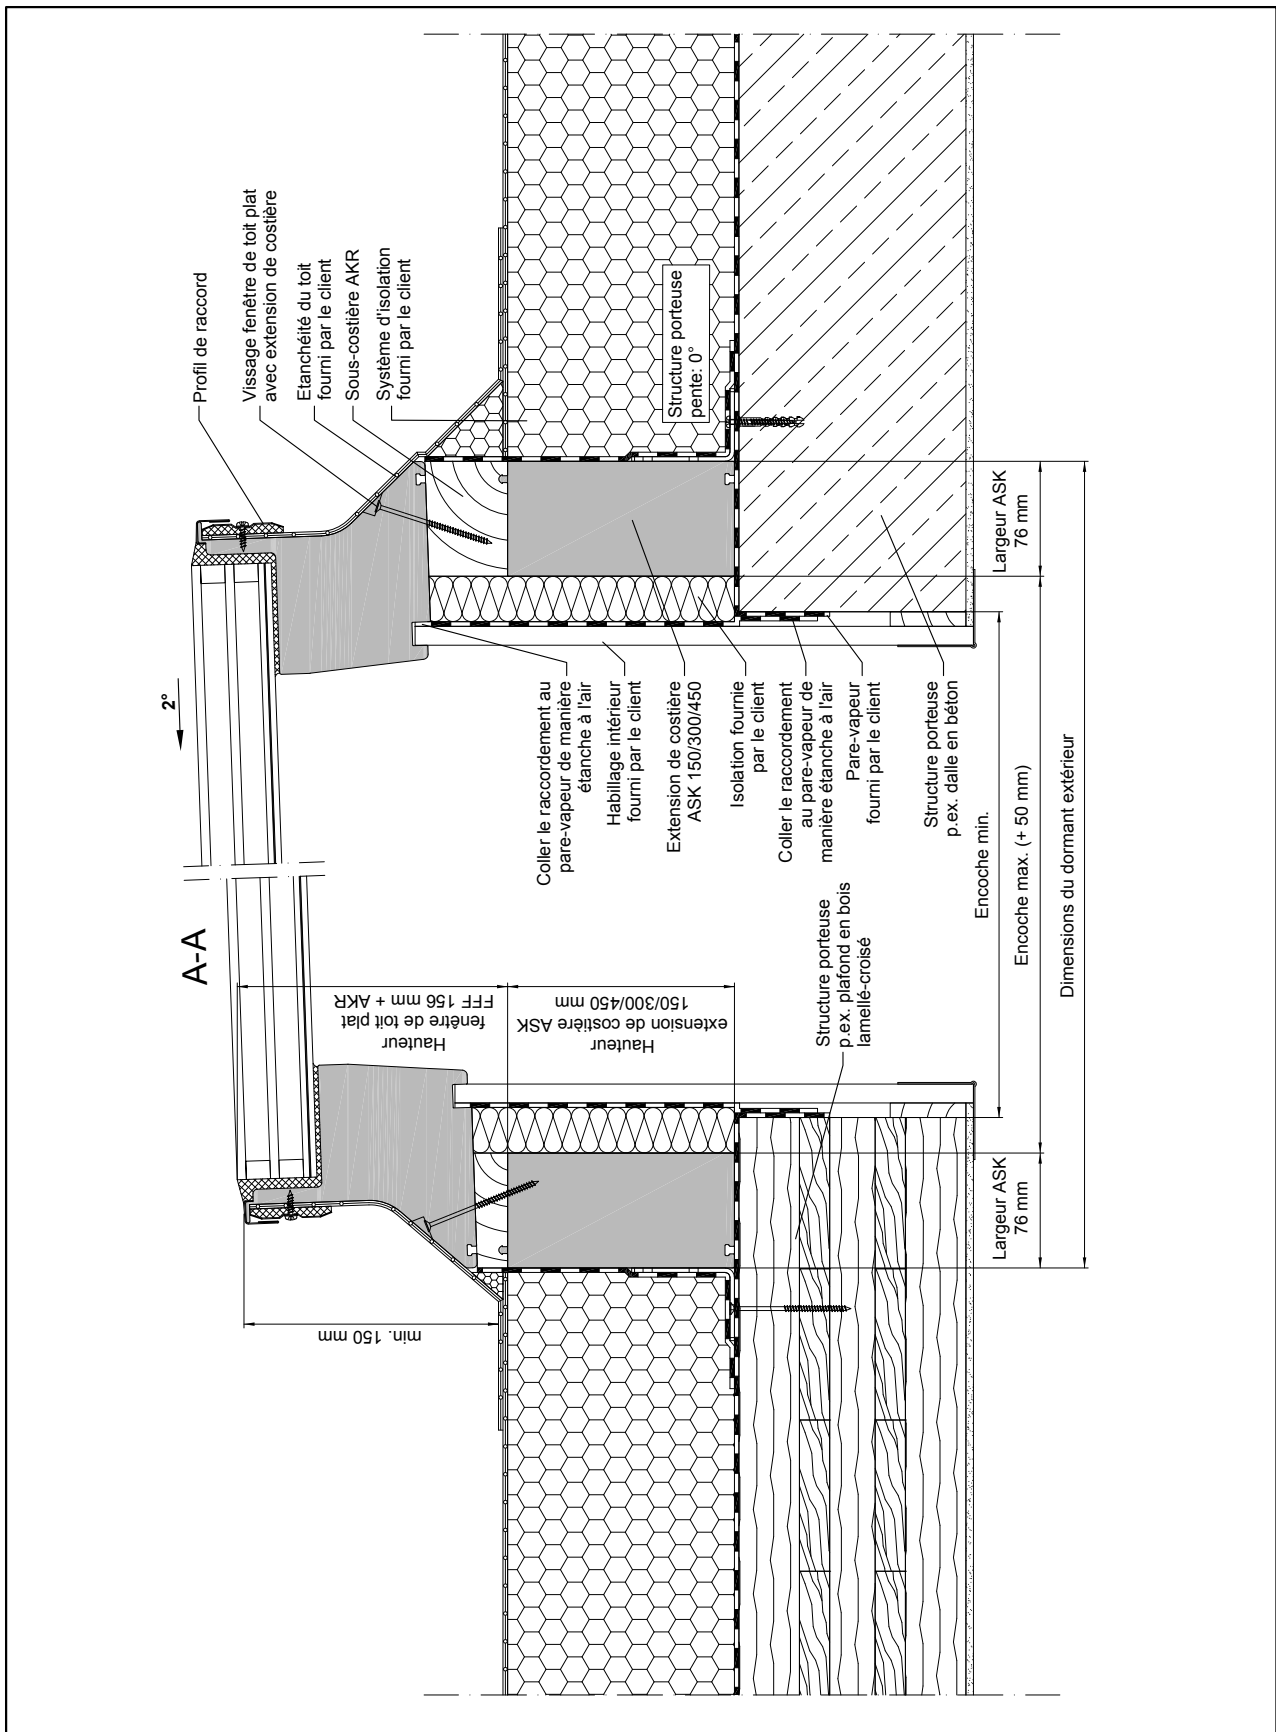 A-A
2°
Profil de raccord
Vissage fenêtre de toit plat
avec extension de costière
Etanchéité du toit
fourni par le client
Sous-costière AKR
Système d'isolation
fourni par le client
Structure porteuse
pente: 0°
Hauteur
fenêtre de toit plat
FFF 156 mm + AKR
Hauteur
extension de costière ASK
150/300/450 mm
min. 150 mm
Coller le raccordement au
pare-vapeur de manière
étanche à l'air
Habillage intérieur
fourni par le client
Extension de costière
ASK 150/300/450
Isolation fournie
par le client
Coller le raccordement
au pare-vapeur de
manière étanche à l'air
Pare-vapeur
fourni par le client
Structure porteuse
p.ex. dalle en béton
Structure porteuse
p.ex. plafond en bois
lamellé-croisé
Largeur ASK
76 mm
Encoche min.
Largeur ASK
76 mm
Encoche max. (+ 50 mm)
Dimensions du dormant extérieur